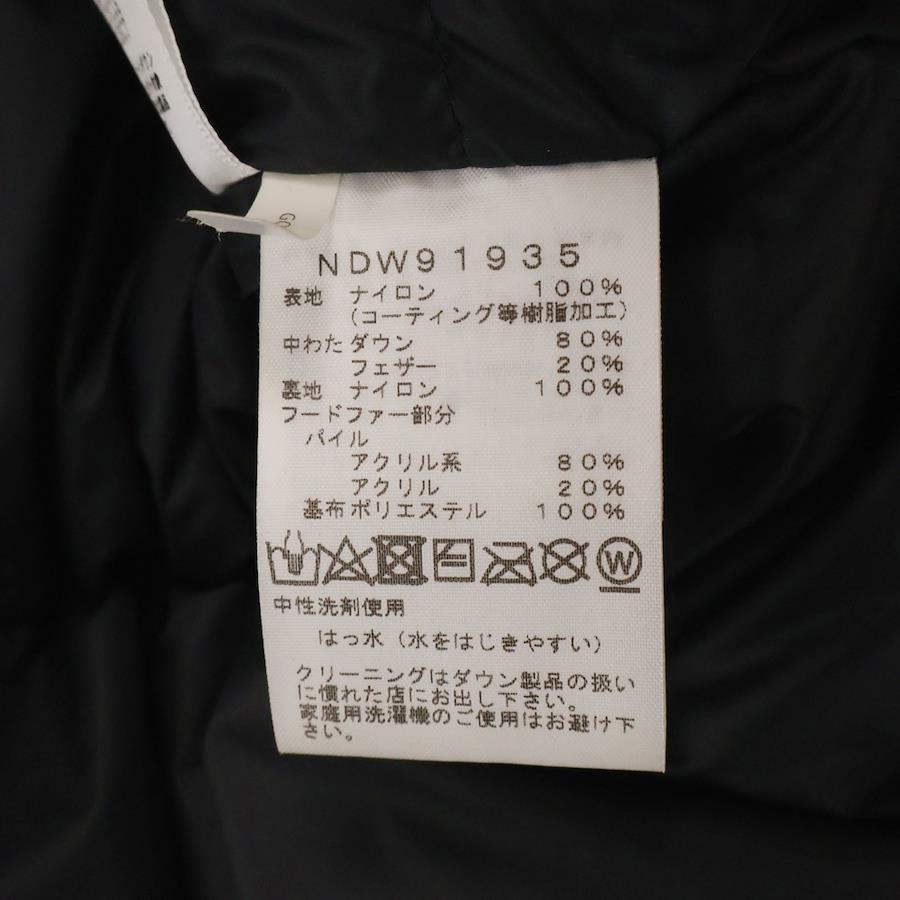 GO
NDW91935
表地 ナイロン 100%
(コーティング等樹脂加工)
中わた ダウン 80%
フェザー 20%
裏地 ナイロン 100%
フードファー部分
パイル
アクリル系 80%
アクリル 20%
基布 ポリエステル 100%
W
中性洗剤使用
はっ水(水をはじきやすい)
クリーニングはダウン製品の扱い
に慣れた店にお出し下さい。
家庭用洗濯機のご使用はお避け下
さい。